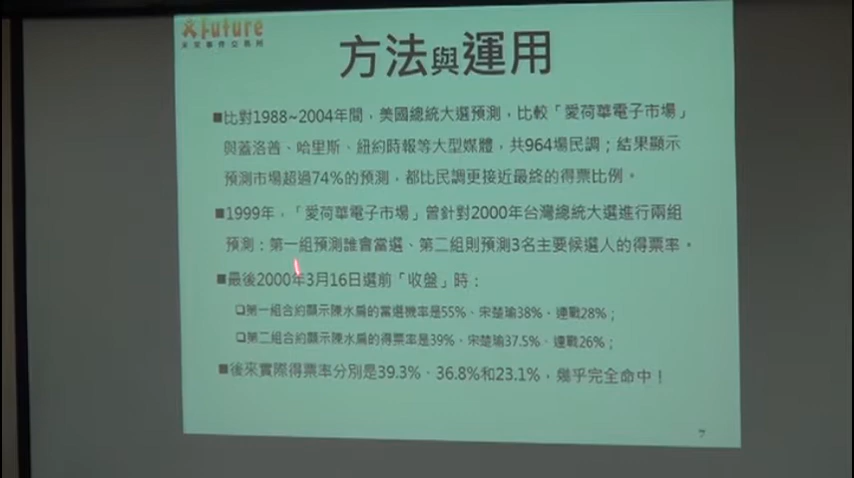 Future
未來事件交易所
方法與運用
■比對1988~2004年間，美國總統大選預測，比較「愛荷華電子市場」
與蓋洛普、哈里斯、紐約時報等大型媒體，共964場民調；結果顯示
預測市場超過74%的預測，都比民調更接近最終的得票比例。
■1999年，「愛荷華電子市場」曾針對2000年台灣總統大選進行兩組
預測：第一組預測誰會當選、第二組則預測3名主要候選人的得票率。
■最後2000年3月16日選前「收盤」時：
❑第一組合約顯示陳水扁的當選機率是55%、宋楚瑜38%、連戰28%；
❑第二組合約顯示陳水扁的得票率是39%、宋楚瑜37.5%、連戰26%；
■後來實際得票率分別是39.3%、36.8%和23.1%，幾乎完全命中！
7